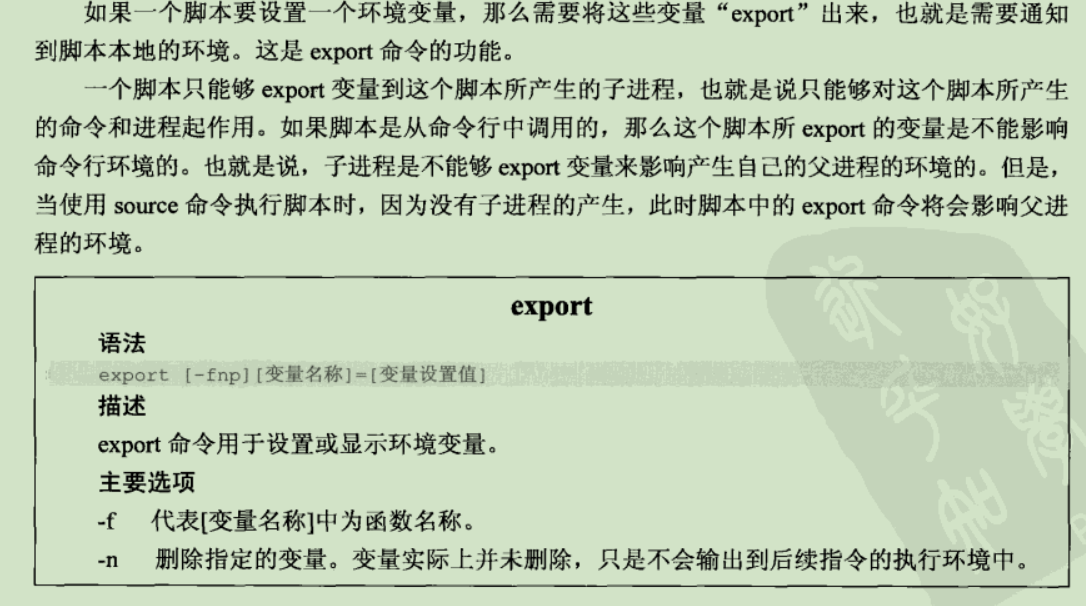 如果一个脚本要设置一个环境变量，那么需要将这些变量“export”出来，也就是需要通知
到脚本本地的环境。这是 export 命令的功能。
一个脚本只能够 export 变量到这个脚本所产生的子进程，也就是说只能够对这个脚本所产生
的命令和进程起作用。如果脚本是从命令行中调用的，那么这个脚本所 export 的变量是不能影响
命令行环境的。也就是说，子进程是不能够 export 变量来影响产生自己的父进程的环境的。但是，
当使用 source 命令执行脚本时，因为没有子进程的产生，此时脚本中的 export 命令将会影响父进
程的环境。
export
语法
export [-fnp][变量名称]=[变量设置值]
描述
export 命令用于设置或显示环境变量。
主要选项
-f 代表[变量名称]中为函数名称。
-n 删除指定的变量。变量实际上并未删除，只是不会输出到后续指令的执行环境中。